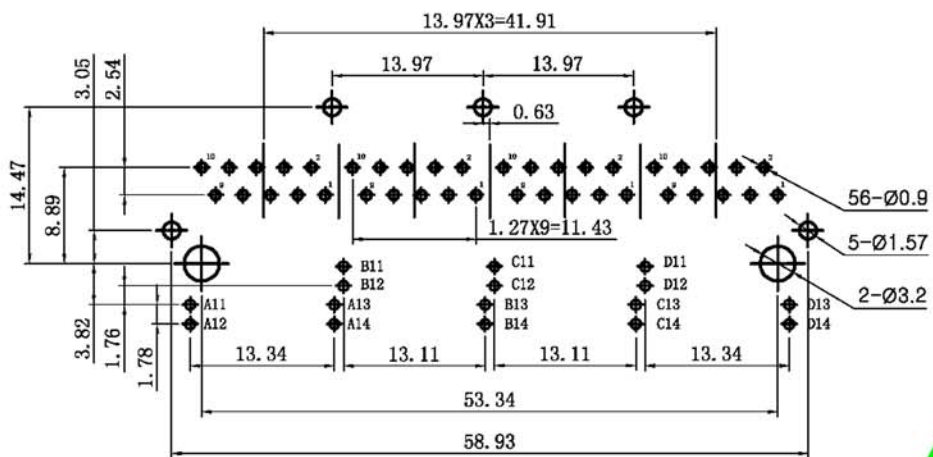 13.97X3=41.91
13.97 13.97
3.05
2.54
0.63
14.47
8.89
10 2 10 2 10 2 10 2
9 1 9 1 9 1 9 1
56-Ø0.9
1.27X9=11.43
5-Ø1.57
B11 C11 D11
B12 C12 D12
2-Ø3.2
A11 A13 B13 C13 D13
A12 A14 B14 C14 D14
3.82
1.76
1.78
13.34 13.11 13.11 13.34
53.34
58.93